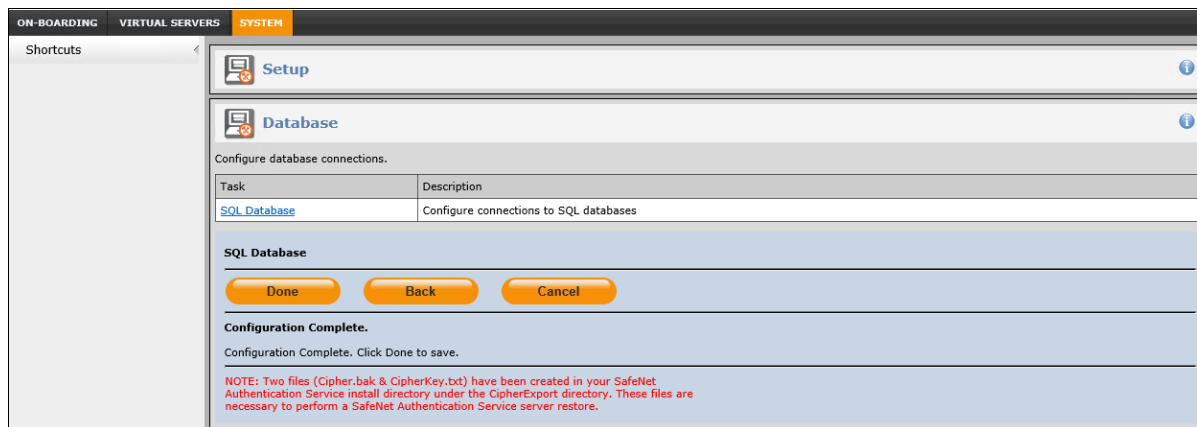 ON-BOARDING VIRTUAL SERVERS SYSTEM
Shortcuts
Setup
Database
Configure database connections.
Task Description
SQL Database Configure connections to SQL databases
SQL Database
Done Back Cancel
Configuration Complete.
Configuration Complete. Click Done to save.
NOTE: Two files (Cipher.bak & CipherKey.txt) have been created in your SafeNet
Authentication Service install directory under the CipherExport directory. These files are
necessary to perform a SafeNet Authentication Service server restore.